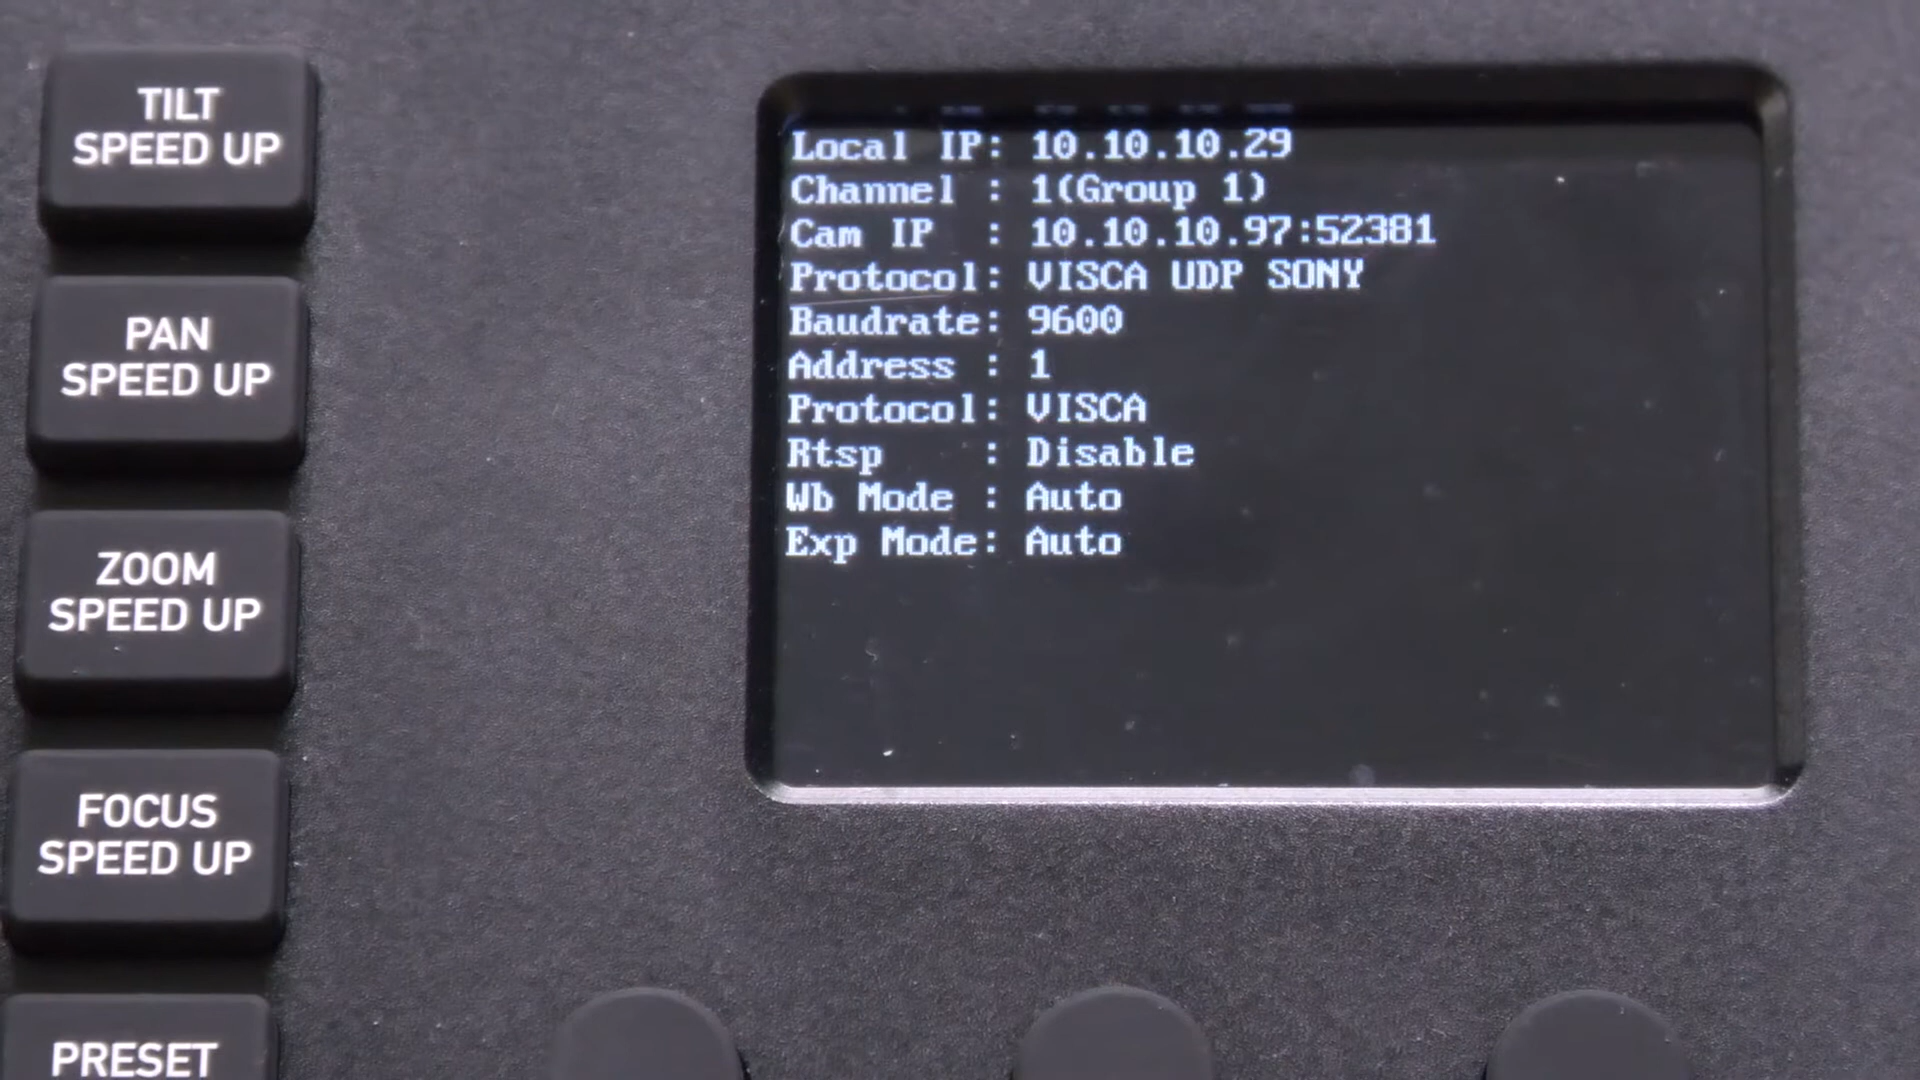 TILT
SPEED UP
PAN
SPEED UP
ZOOM
SPEED UP
FOCUS
SPEED UP
PRESET
Local IP: 10.10.10.29
Channel : 1(Group 1)
Cam IP  : 10.10.10.97:52381
Protocol: VISCA UDP SONY
Baudrate: 9600
Address : 1
Protocol: VISCA
Rtsp    : Disable
Wb Mode : Auto
Exp Mode: Auto